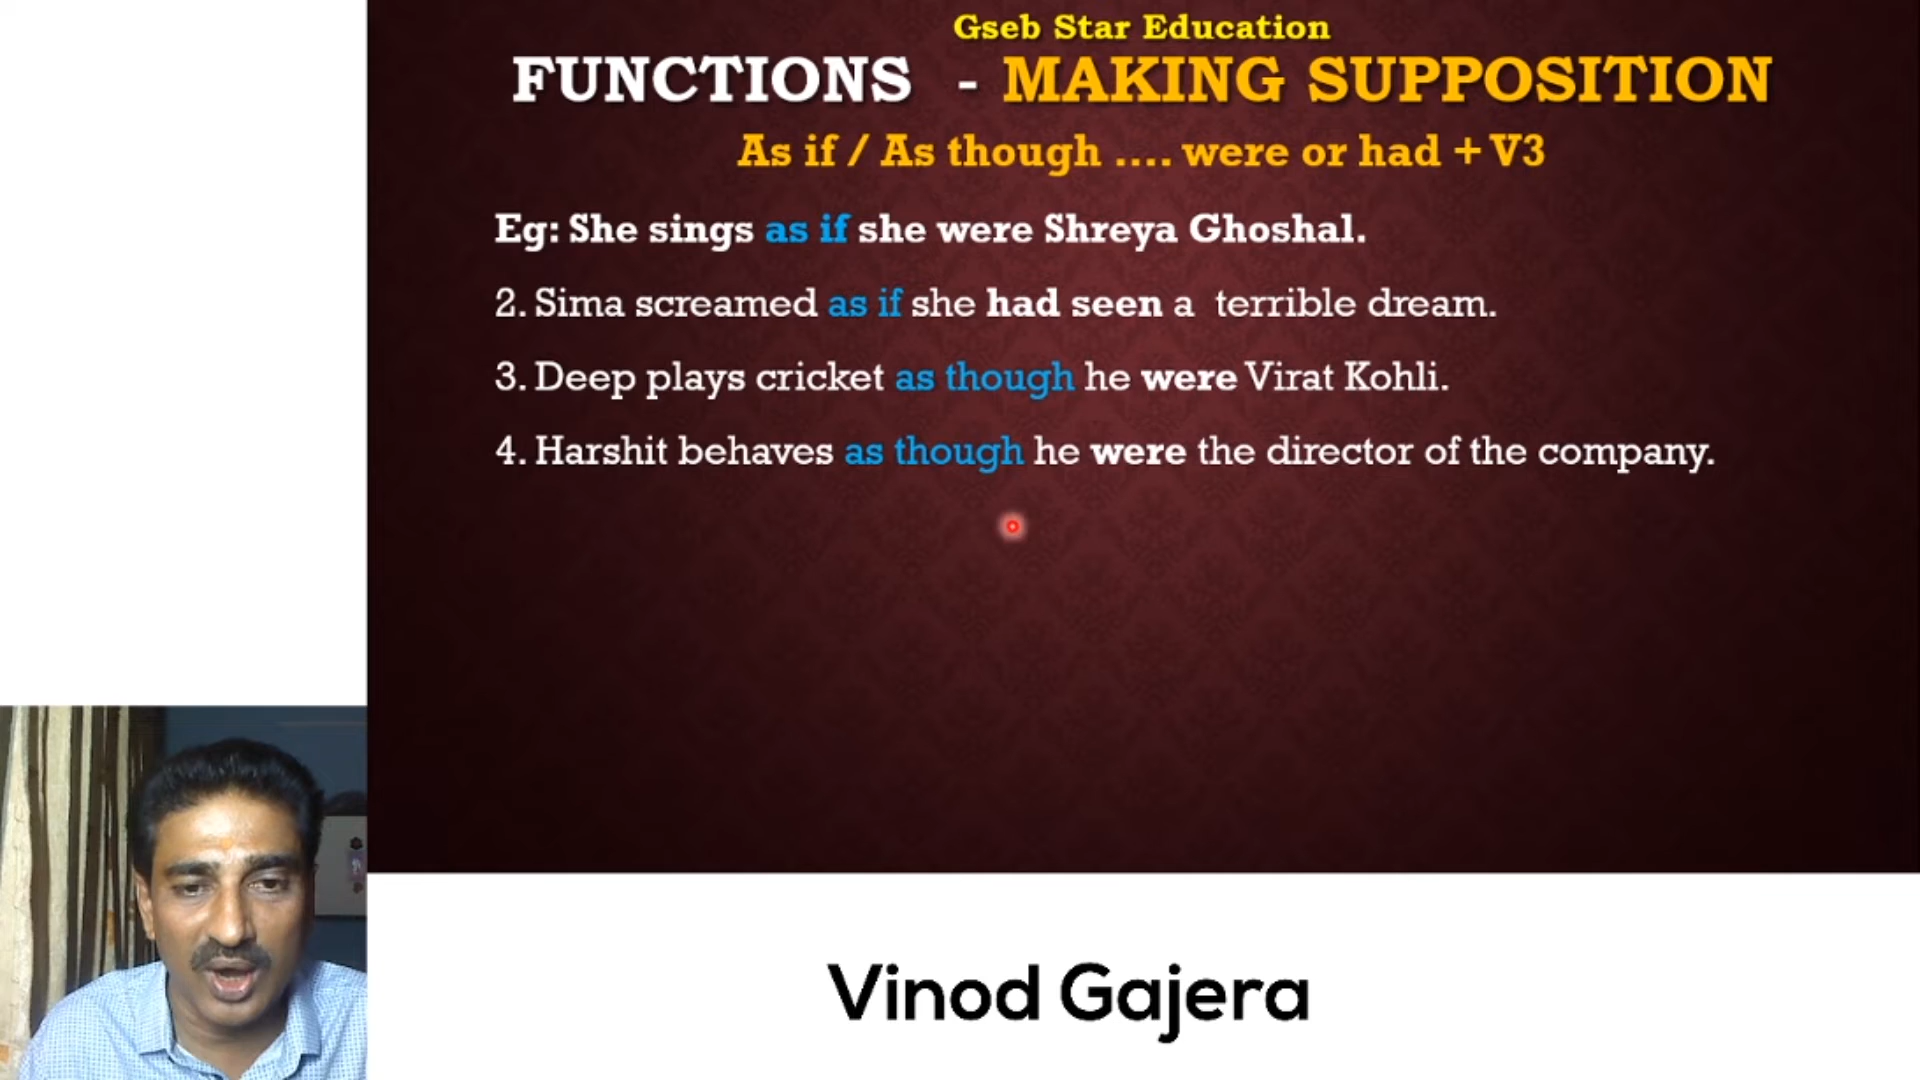 Gseb Star Education
FUNCTIONS - MAKING SUPPOSITION
As if / As though .... were or had + V3
Eg: She sings as if she were Shreya Ghoshal.
2. Sima screamed as if she had seen a terrible dream.
3. Deep plays cricket as though he were Virat Kohli.
4. Harshit behaves as though he were the director of the company.
Vinod Gajera